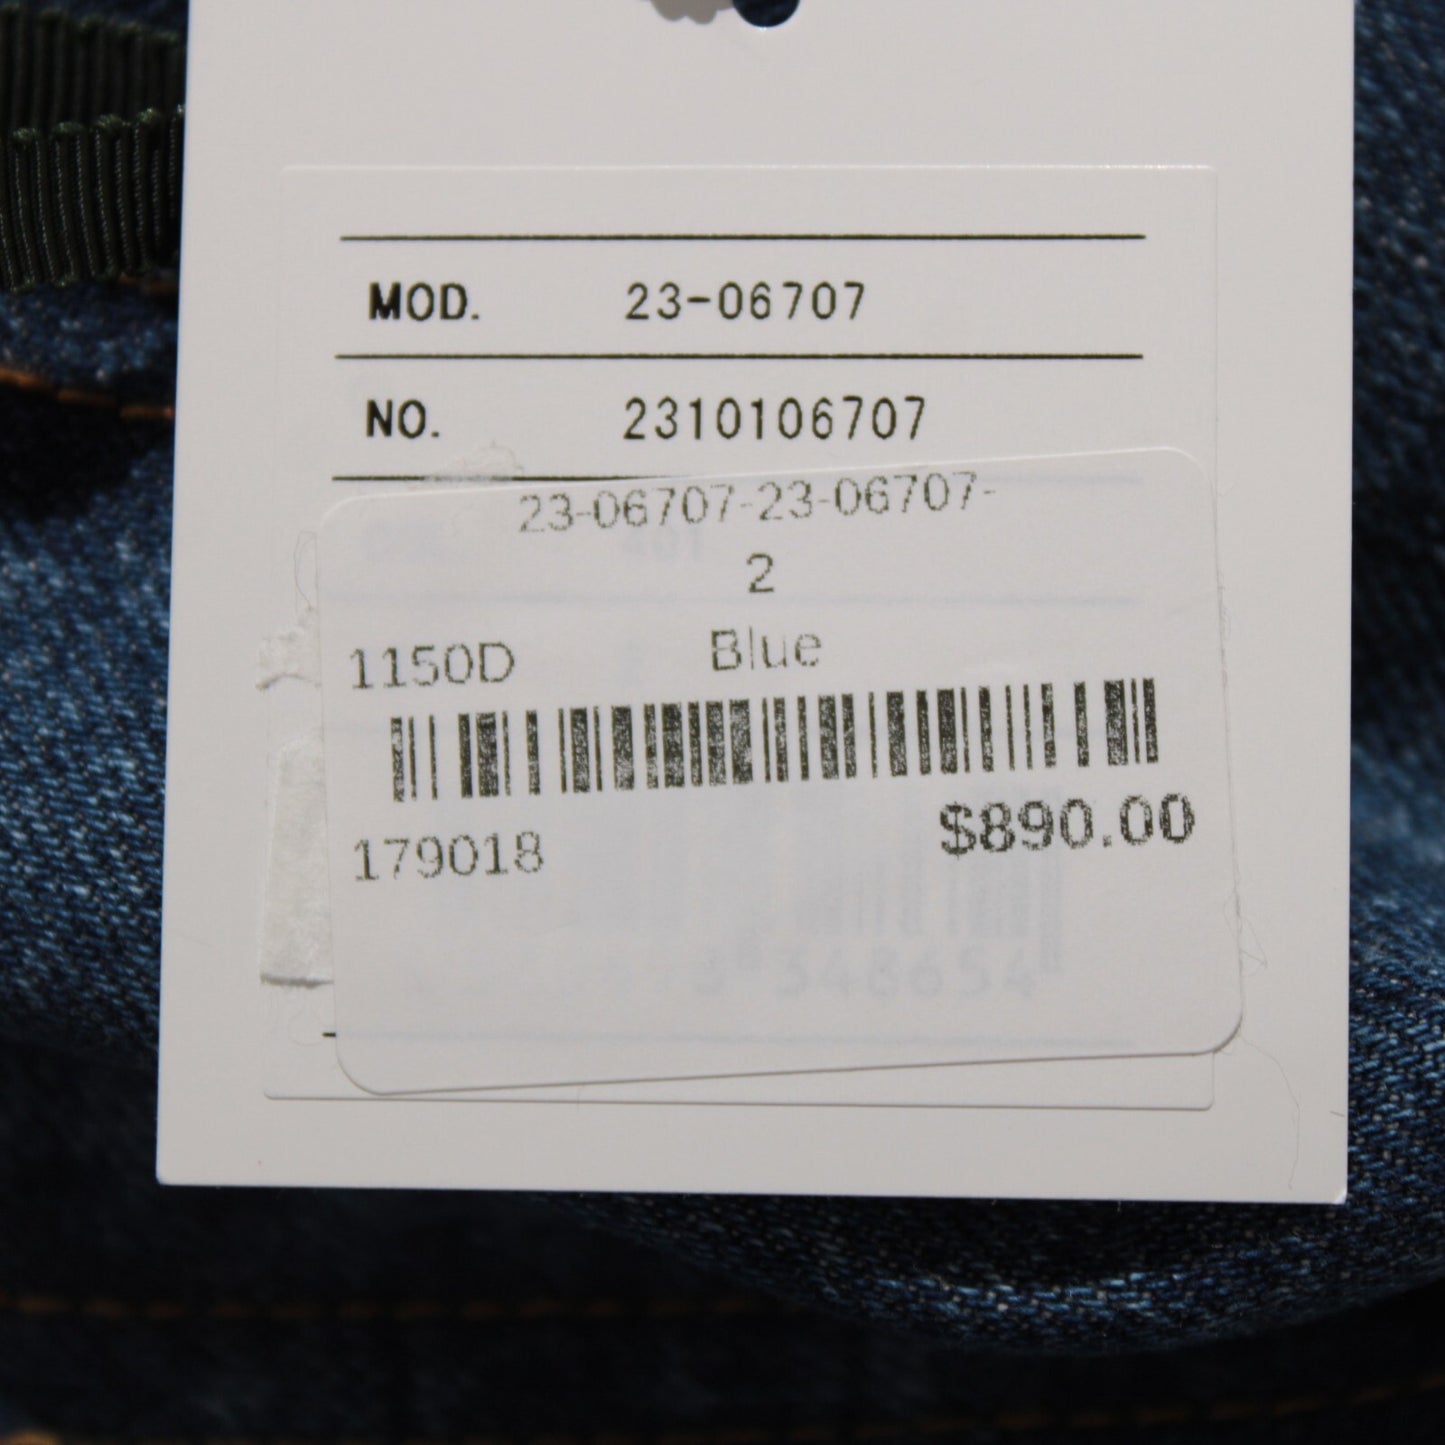 MOD. 23-06707
NO. 2310106707
23-06707-23-06707-
2
1150D Blue
179018 $890.00